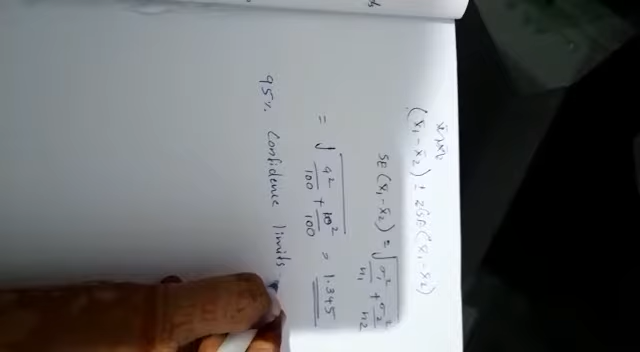 (x̄₁-x̄₂) ± z SE(x̄₁-x̄₂)
SE(x̄₁-x̄₂) = √(σ₁²/n₁ + σ₂²/n₂)
= √(9²/100 + 10²/100) = 1.345
95% Confidence limits